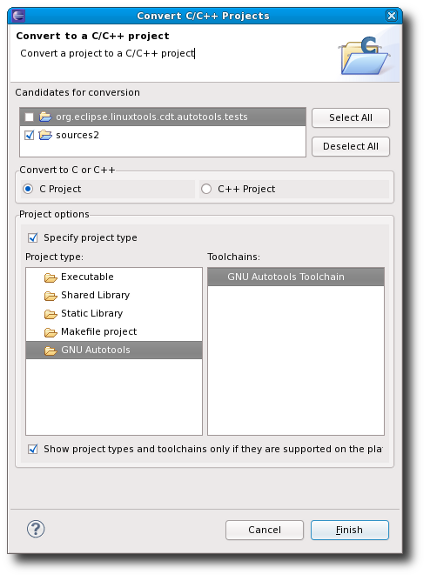 Convert C/C++ Projects
Convert to a C/C++ project
Convert a project to a C/C++ project
Candidates for conversion
org.eclipse.linuxtools.cdt.autotools.tests
sources2
Select All
Deselect All
Convert to C or C++
C Project
C++ Project
Project options
Specify project type
Project type:
Toolchains:
Executable
Shared Library
Static Library
Makefile project
GNU Autotools
GNU Autotools Toolchain
Show project types and toolchains only if they are supported on the plat
Cancel
Finish